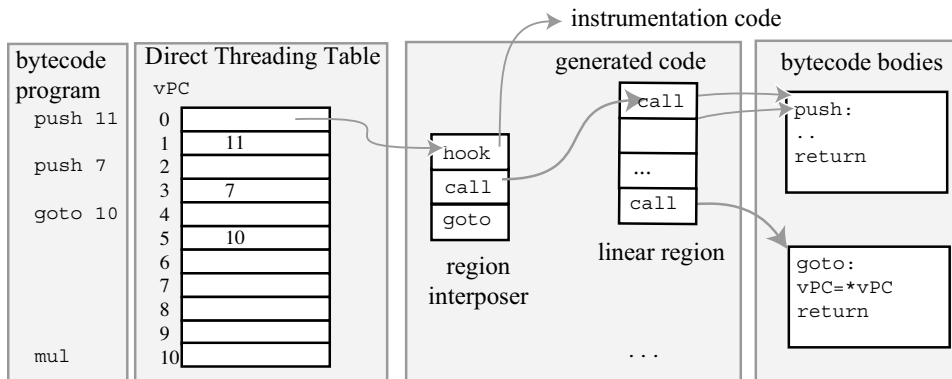 instrumentation code
bytecode
program
push 11
push 7
goto 10
mul
Direct Threading Table
vPC
0
1 11
2
3 7
4
5 10
6
7
8
9
10
hook
call
goto
region
interposer
generated code
call
...
call
linear region
. . .
bytecode bodies
push:
..
return
goto:
vPC=*vPC
return